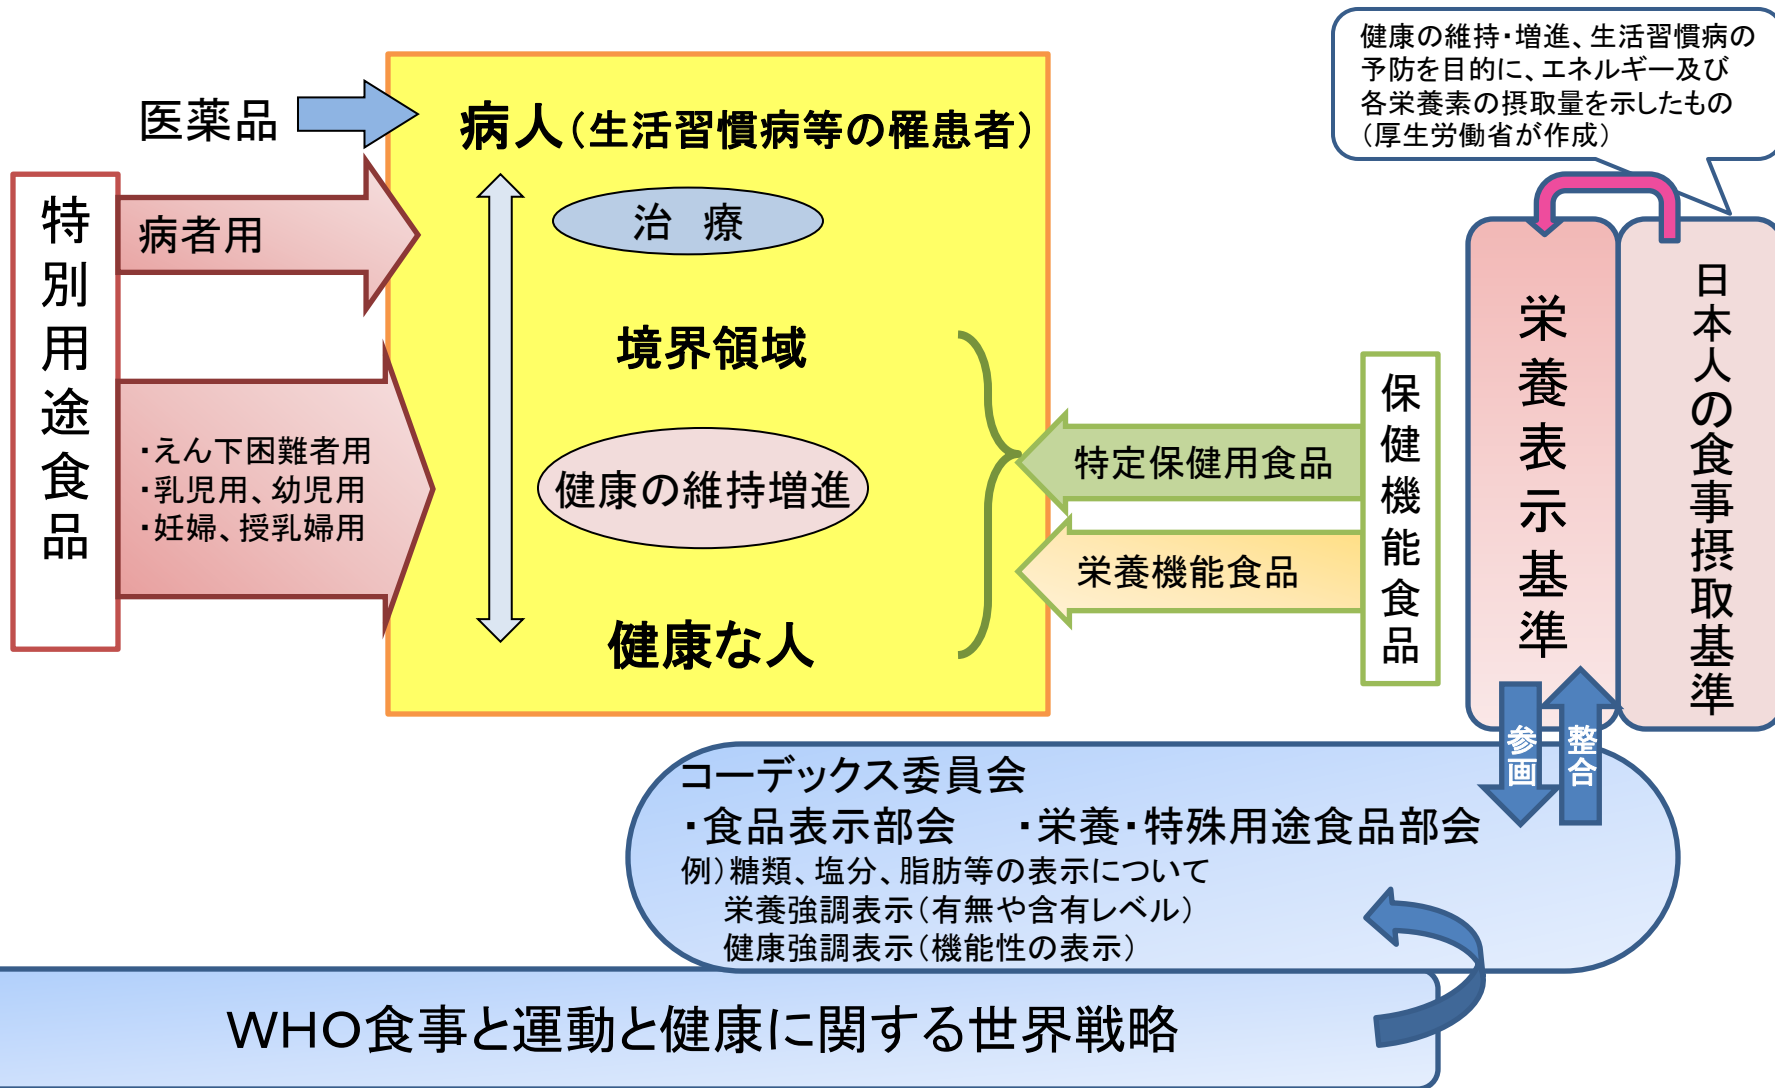 健康の維持・増進、生活習慣病の
予防を目的に、エネルギー及び
各栄養素の摂取量を示したもの
（厚生労働省が作成）
医薬品
病人（生活習慣病等の罹患者）
特別用途食品
病者用
治　療
境界領域
・えん下困難者用
・乳児用、幼児用
・妊婦、授乳婦用
健康の維持増進
健康な人
特定保健用食品
栄養機能食品
保健機能食品
栄養表示基準
日本人の食事摂取基準
参画
整合
コーデックス委員会
・食品表示部会　・栄養・特殊用途食品部会
例）糖類、塩分、脂肪等の表示について
栄養強調表示（有無や含有レベル）
健康強調表示（機能性の表示）
ＷＨＯ食事と運動と健康に関する世界戦略